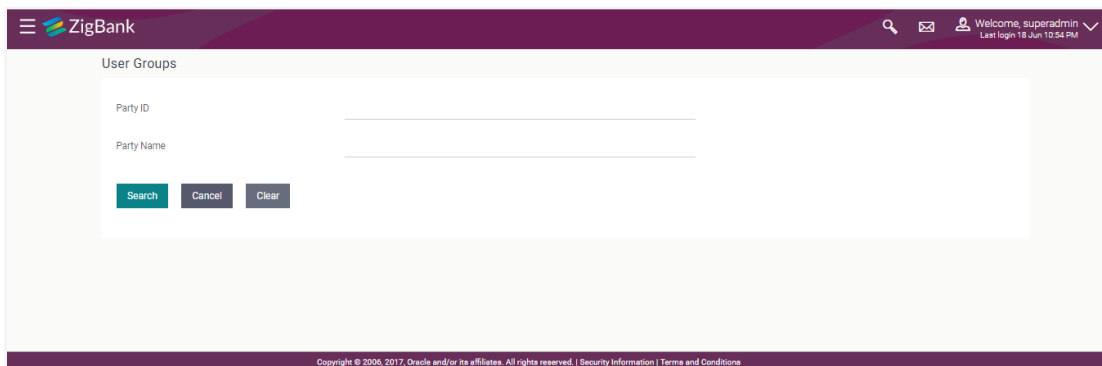 ZigBank
Welcome, superadmin
Last login 18 Jun 10:54 PM
User Groups
Party ID
Party Name
Search Cancel Clear
Copyright © 2006, 2017, Oracle and/or its affiliates. All rights reserved. | Security Information | Terms and Conditions